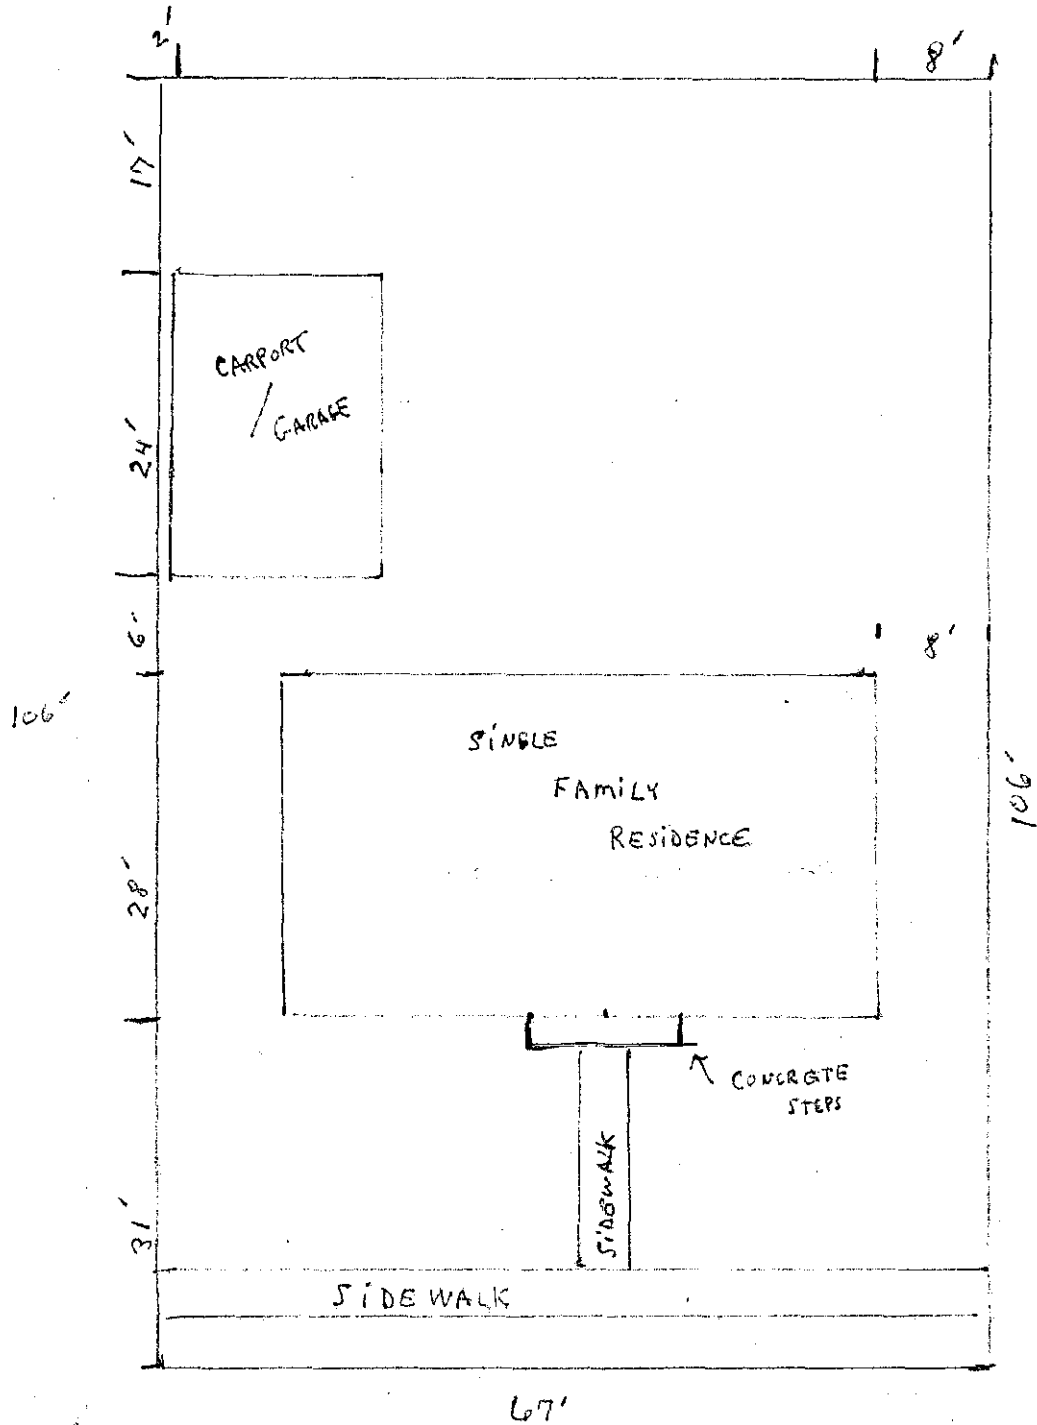 2'
8'
17'
CARPORT
/
GARAGE
24'
6'
8'
106'
SINGLE
FAMILY
RESIDENCE
106'
28'
CONCRETE
STEPS
SIDEWALK
31'
SIDEWALK
67'